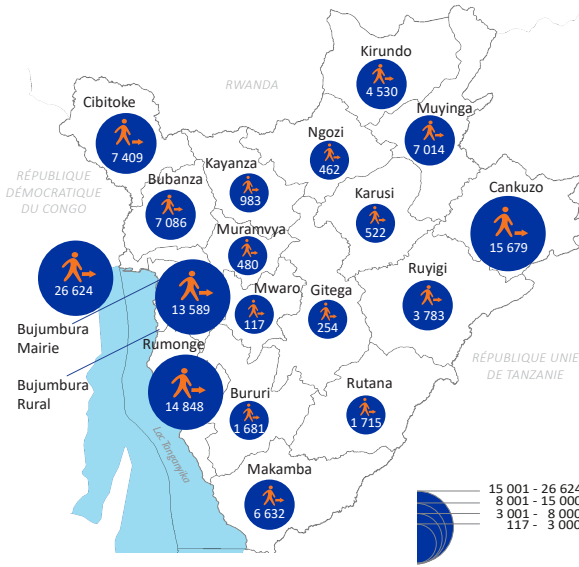 Kirundo
4 530
RWANDA
Cibitoke
7 409
Muyinga
7 014
Ngozi
462
RÉPUBLIQUE
DÉMOCRATIQUE
DU CONGO
Kayanza
983
Bubanza
7 086
Karusi
522
Cankuzo
15 679
Muramvya
480
26 624
Bujumbura
Mairie
13 589
Mwaro
117
Gitega
254
Ruyigi
3 783
Bujumbura
Rural
Rumonge
14 848
RÉPUBLIQUE UNIE
DE TANZANIE
Bururi
1 681
Rutana
1 715
Lac Tanganyika
Makamba
6 632
15 001 - 26 624
8 001 - 15 000
3 001 - 8 000
117 - 3 000